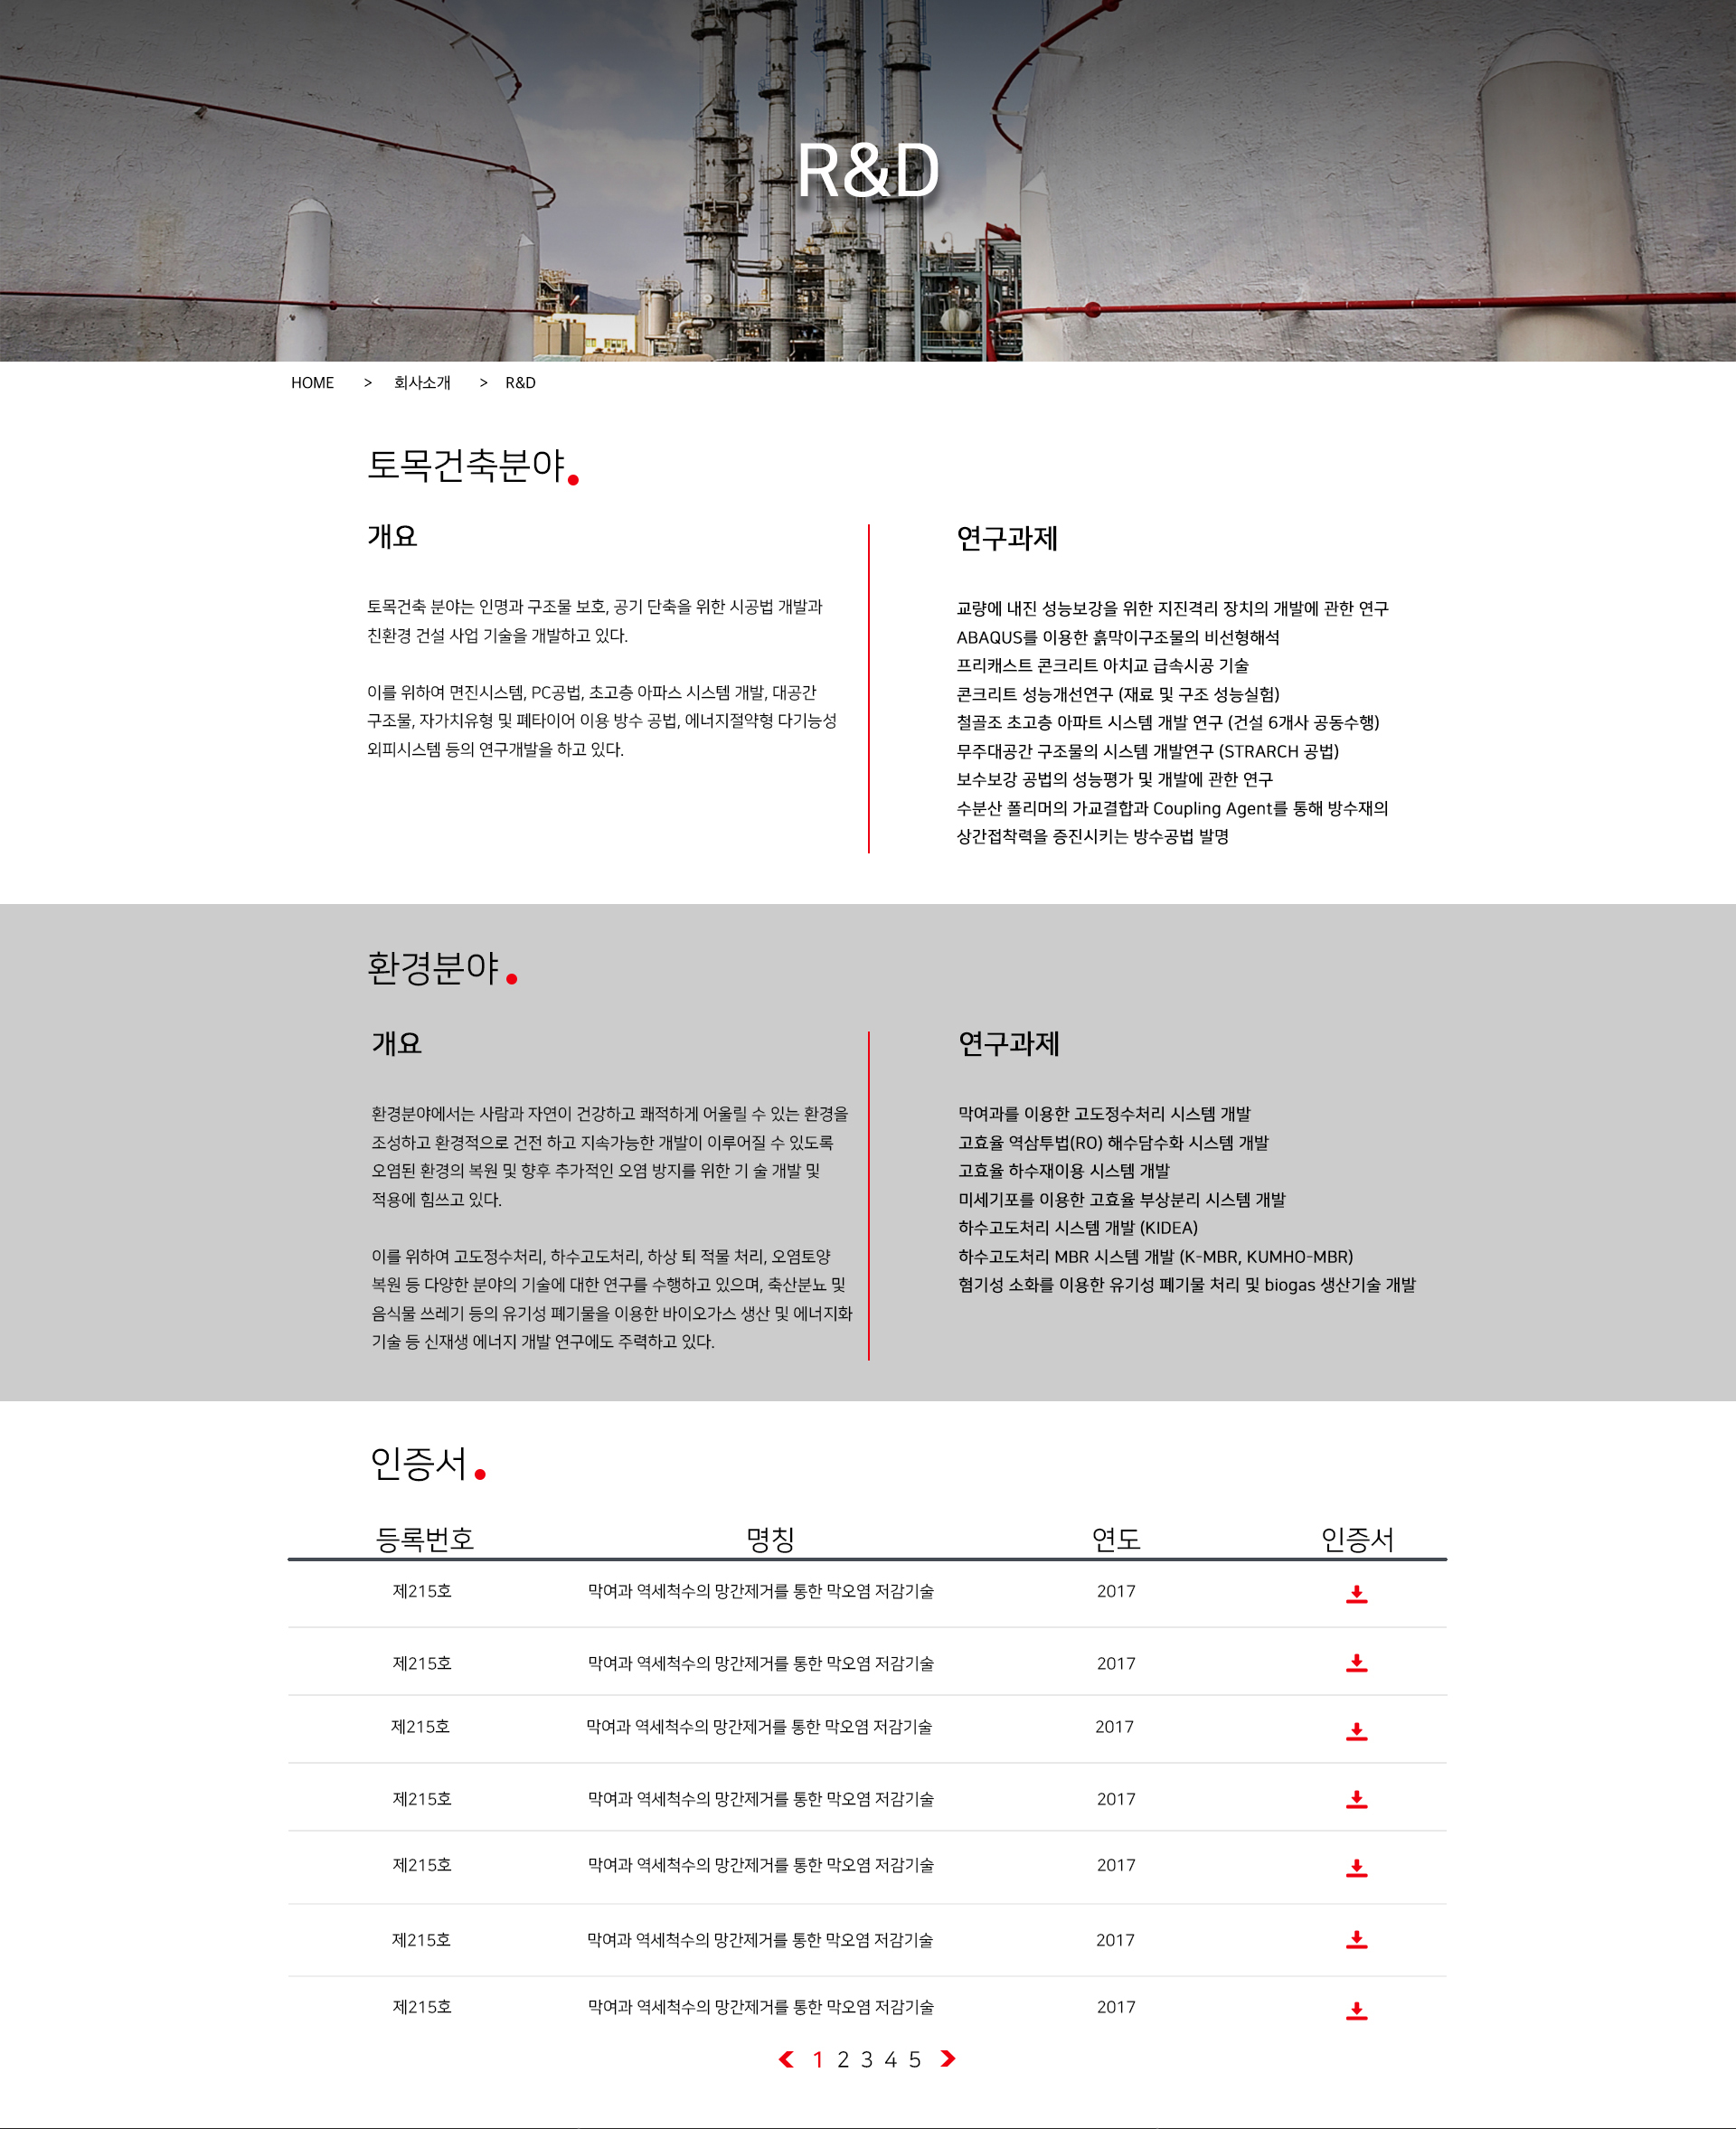 R&D
HOME > 회사소개 > R&D
토목건축분야
개요
토목건축 분야는 인명과 구조물 보호, 공기 단축을 위한 시공법 개발과
친환경 건설 사업 기술을 개발하고 있다.
이를 위하여 면진시스템, PC공법, 초고층 아파스 시스템 개발, 대공간
구조물, 자가치유형 및 폐타이어 이용 방수 공법, 에너지절약형 다기능성
외피시스템 등의 연구개발을 하고 있다.
연구과제
교량에 내진 성능보강을 위한 지진격리 장치의 개발에 관한 연구
ABAQUS를 이용한 흙막이구조물의 비선형해석
프리캐스트 콘크리트 아치교 급속시공 기술
콘크리트 성능개선연구 (재료 및 구조 성능실험)
철골조 초고층 아파트 시스템 개발 연구 (건설 6개사 공동수행)
무주대공간 구조물의 시스템 개발연구 (STRARCH 공법)
보수보강 공법의 성능평가 및 개발에 관한 연구
수분산 폴리머의 가교결합과 Coupling Agent를 통해 방수재의
상간접착력을 증진시키는 방수공법 발명
환경분야
개요
환경분야에서는 사람과 자연이 건강하고 쾌적하게 어울릴 수 있는 환경을
조성하고 환경적으로 건전 하고 지속가능한 개발이 이루어질 수 있도록
오염된 환경의 복원 및 향후 추가적인 오염 방지를 위한 기 술 개발 및
적용에 힘쓰고 있다.
이를 위하여 고도정수처리, 하수고도처리, 하상 퇴 적물 처리, 오염토양
복원 등 다양한 분야의 기술에 대한 연구를 수행하고 있으며, 축산분뇨 및
음식물 쓰레기 등의 유기성 폐기물을 이용한 바이오가스 생산 및 에너지화
기술 등 신재생 에너지 개발 연구에도 주력하고 있다.
연구과제
막여과를 이용한 고도정수처리 시스템 개발
고효율 역삼투법(RO) 해수담수화 시스템 개발
고효율 하수재이용 시스템 개발
미세기포를 이용한 고효율 부상분리 시스템 개발
하수고도처리 시스템 개발 (KIDEA)
하수고도처리 MBR 시스템 개발 (K-MBR, KUMHO-MBR)
혐기성 소화를 이용한 유기성 폐기물 처리 및 biogas 생산기술 개발
인증서
등록번호 명칭 연도 인증서
제215호 막여과 역세척수의 망간제거를 통한 막오염 저감기술 2017
제215호 막여과 역세척수의 망간제거를 통한 막오염 저감기술 2017
제215호 막여과 역세척수의 망간제거를 통한 막오염 저감기술 2017
제215호 막여과 역세척수의 망간제거를 통한 막오염 저감기술 2017
제215호 막여과 역세척수의 망간제거를 통한 막오염 저감기술 2017
제215호 막여과 역세척수의 망간제거를 통한 막오염 저감기술 2017
제215호 막여과 역세척수의 망간제거를 통한 막오염 저감기술 2017
1 2 3 4 5